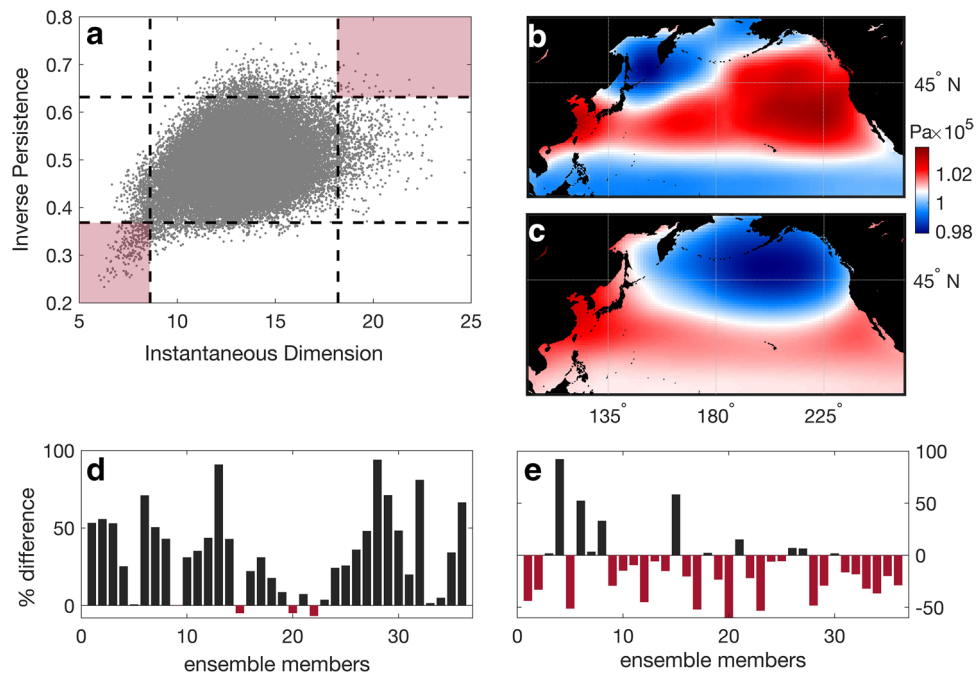 a
0.8
0.7
0.6
0.5
0.4
0.3
0.2
Inverse Persistence
5
10
15
20
25
Instantaneous Dimension
b
45° N
Pa×10⁵
1.02
1
0.98
c
45° N
135°
180°
225°
d
100
50
0
% difference
0
10
20
30
ensemble members
e
100
50
0
-50
0
10
20
30
ensemble members